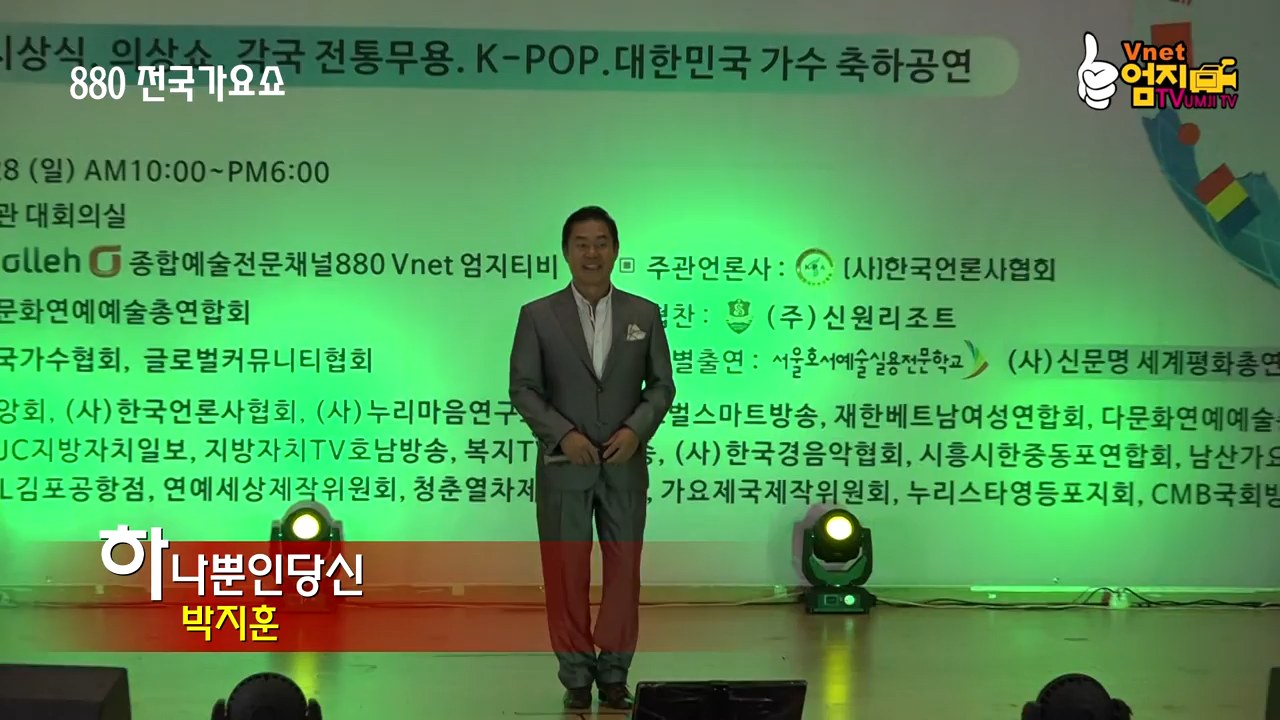 시상식. 의상쇼. 각국 전통무용. K-POP.대한민국 가수 축하공연
880 전국가요쇼
Vnet
엄지
TV UMJI TV
28 (일) AM10:00~PM6:00
관 대회의실
olleh 종합예술전문채널880 Vnet 엄지티비
주관언론사 : KPA (사)한국언론사협회
문화연예예술총연합회
협찬 : S (주)신원리조트
국가수협회, 글로벌커뮤니티협회
별출연 : 서울호서예술실용전문학교 (사)신문명 세계평화총연
앙회, (사)한국언론사협회, (사)누리마음연구 벌스마트방송, 재한베트남여성연합회, 다문화연예예술
JC지방자치일보, 지방자치TV호남방송, 복지T 송, (사)한국경음악협회, 시흥시한중동포연합회, 남산가요
L김포공항점, 연예세상제작위원회, 청춘열차제 , 가요제국제작위원회, 누리스타영등포지회, CMB국회방
하나뿐인당신
박지훈